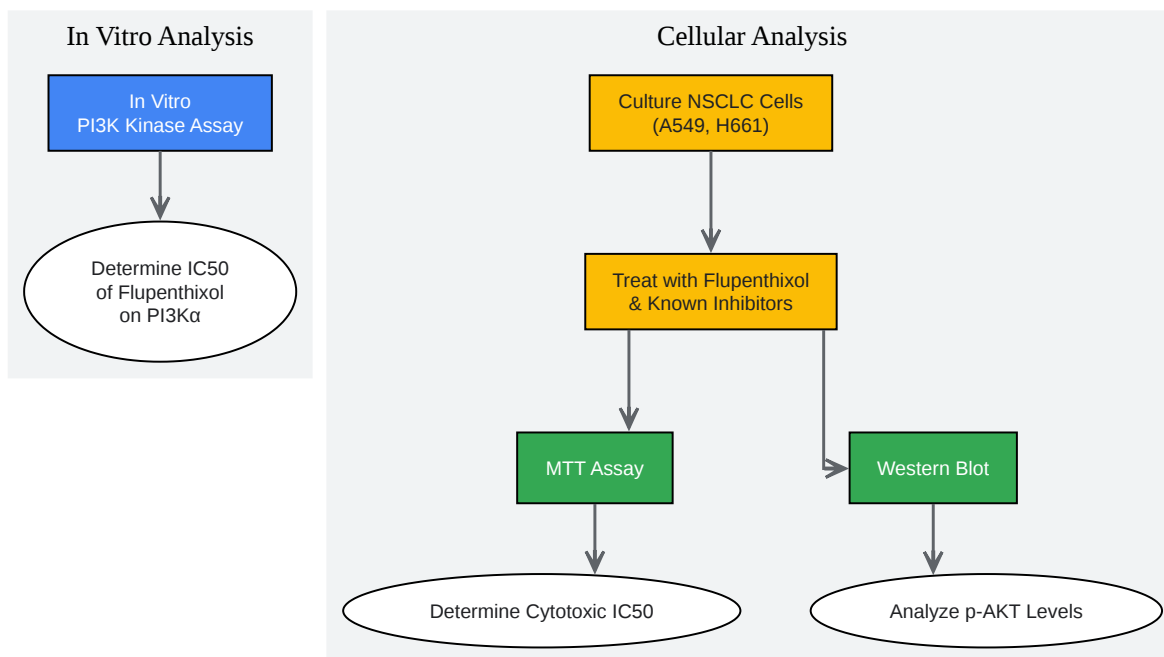 In Vitro Analysis
In Vitro
PI3K Kinase Assay
Determine IC50
of Flupenthixol
on PI3Kα
Cellular Analysis
Culture NSCLC Cells
(A549, H661)
Treat with Flupenthixol
& Known Inhibitors
MTT Assay
Western Blot
Determine Cytotoxic IC50
Analyze p-AKT Levels